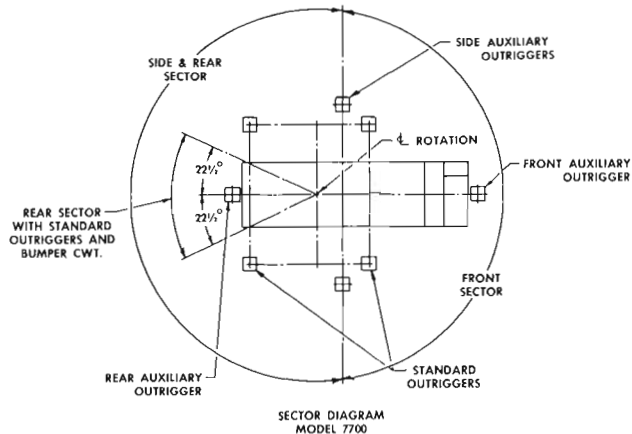 SIDE & REAR
SECTOR
SIDE AUXILIARY
OUTRIGGERS
℄ ROTATION
FRONT AUXILIARY
OUTRIGGER
22½°
22½°
REAR SECTOR
WITH STANDARD
OUTRIGGERS AND
BUMPER CWT.
FRONT
SECTOR
REAR AUXILIARY
OUTRIGGER
STANDARD
OUTRIGGERS
SECTOR DIAGRAM
MODEL 7700